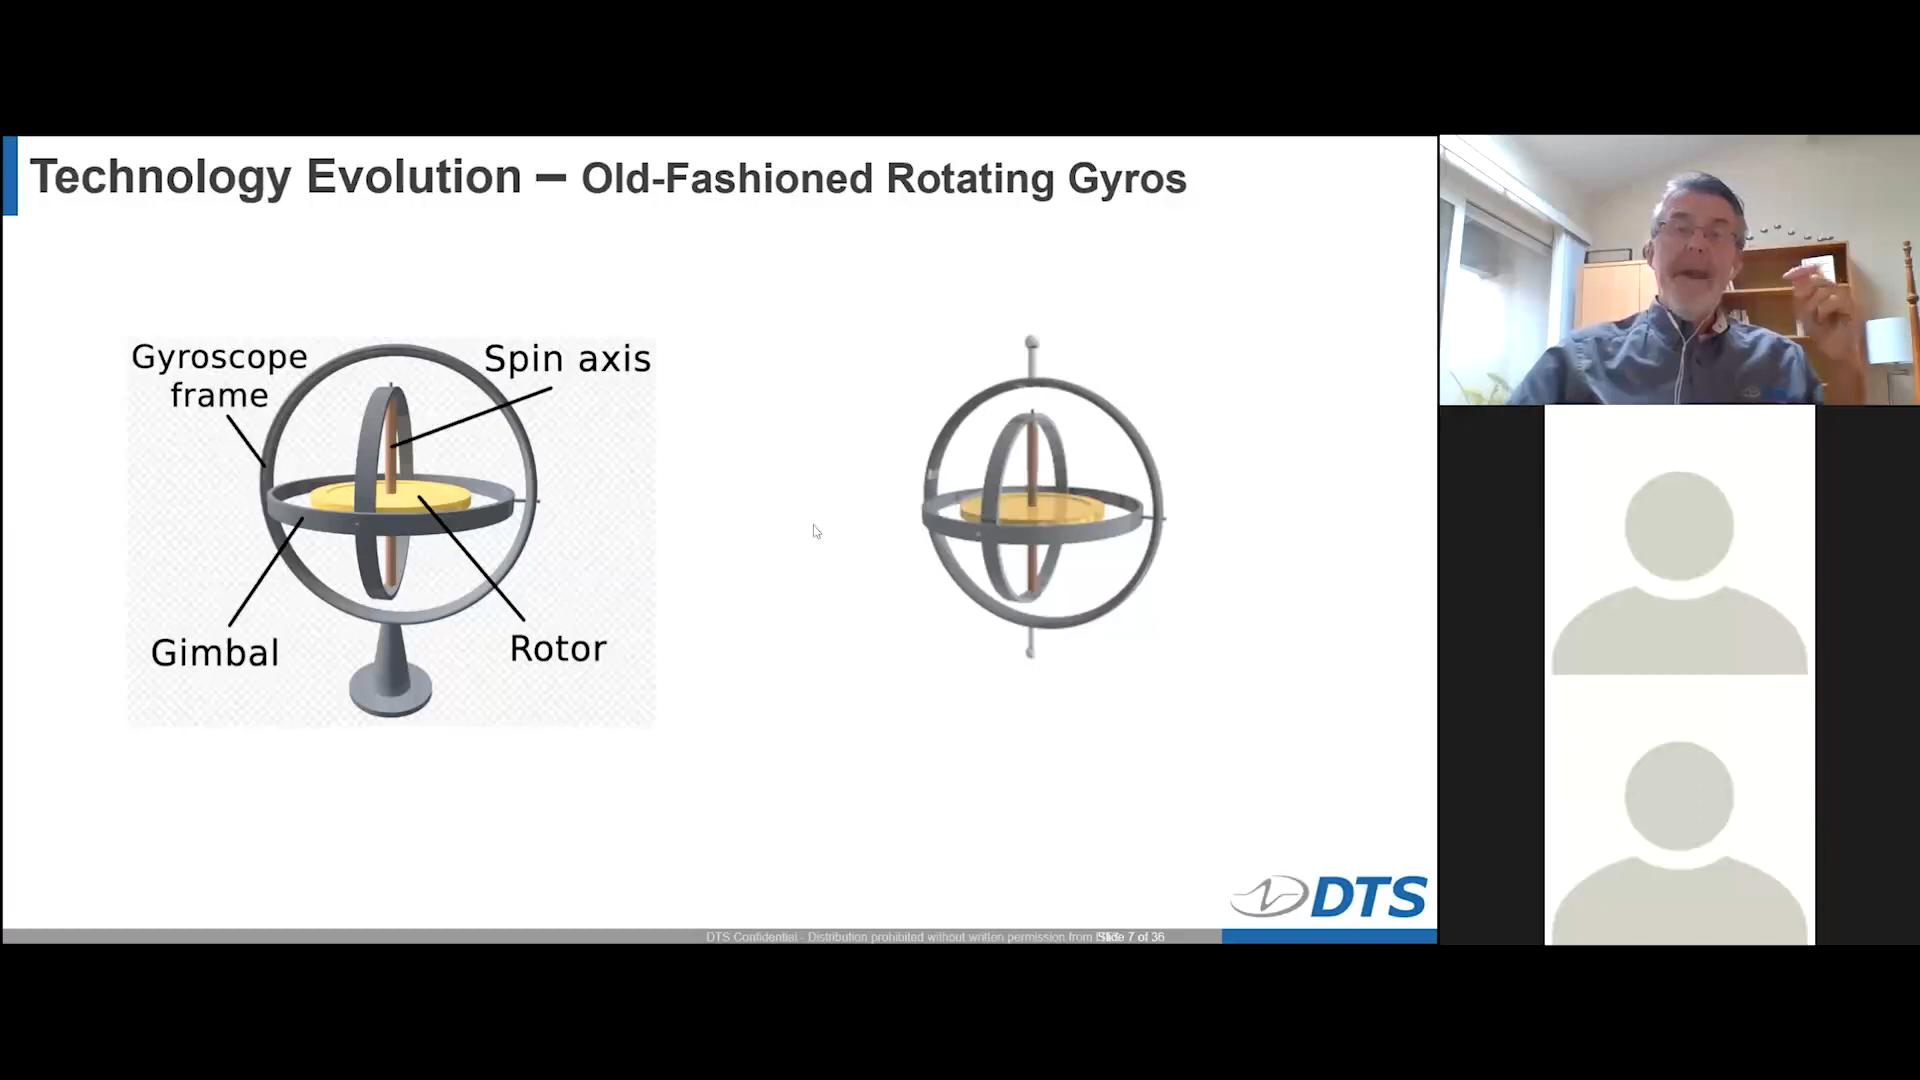 Technology Evolution – Old-Fashioned Rotating Gyros
Gyroscope
frame
Spin axis
Gimbal
Rotor
DTS
DTS Confidential - Distribution prohibited without written permission from
Slide 7 of 36